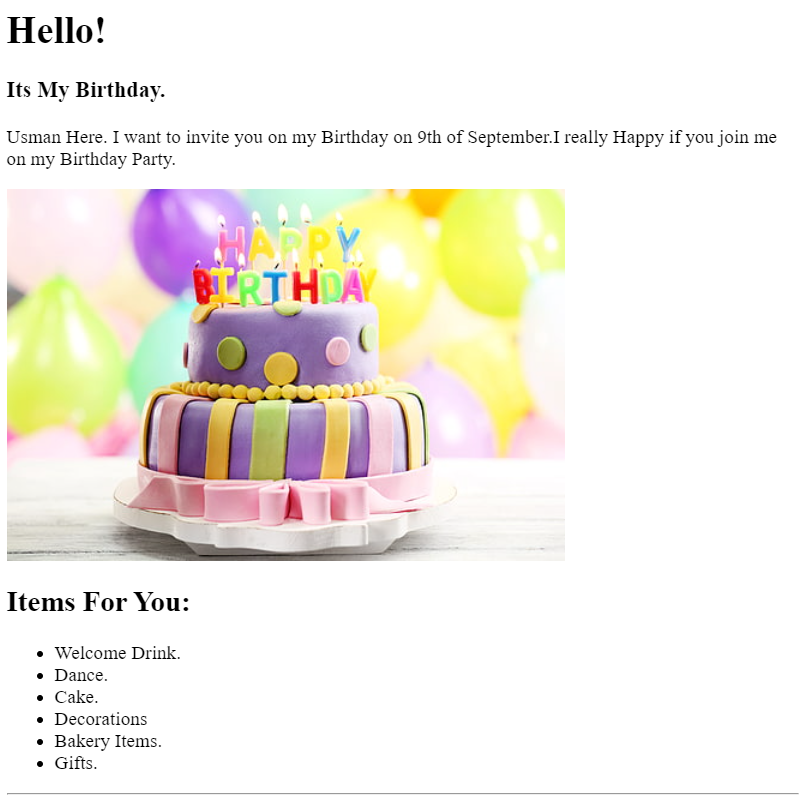 Hello!
Its My Birthday.
Usman Here. I want to invite you on my Birthday on 9th of September.I really Happy if you join me
on my Birthday Party.
HAPPY
BIRTHDAY
Items For You:
Welcome Drink.
Dance.
Cake.
Decorations
Bakery Items.
Gifts.